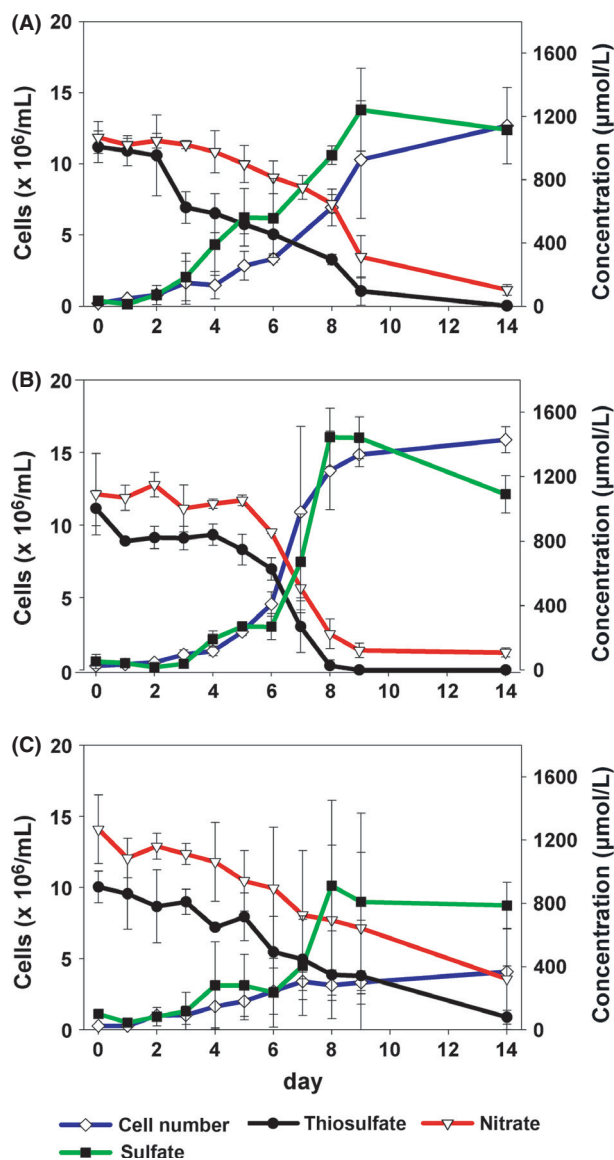 (A)
20
15
10
5
0
Cells (x 10⁶/mL)
1600
1200
800
400
0
Concentration (µmol/L)
0 2 4 6 8 10 12 14
(B)
20
15
10
5
0
Cells (x 10⁶/mL)
1600
1200
800
400
0
Concentration (µmol/L)
0 2 4 6 8 10 12 14
(C)
20
15
10
5
0
Cells (x 10⁶/mL)
1600
1200
800
400
0
Concentration (µmol/L)
0 2 4 6 8 10 12 14
day
Cell number Thiosulfate Nitrate
Sulfate